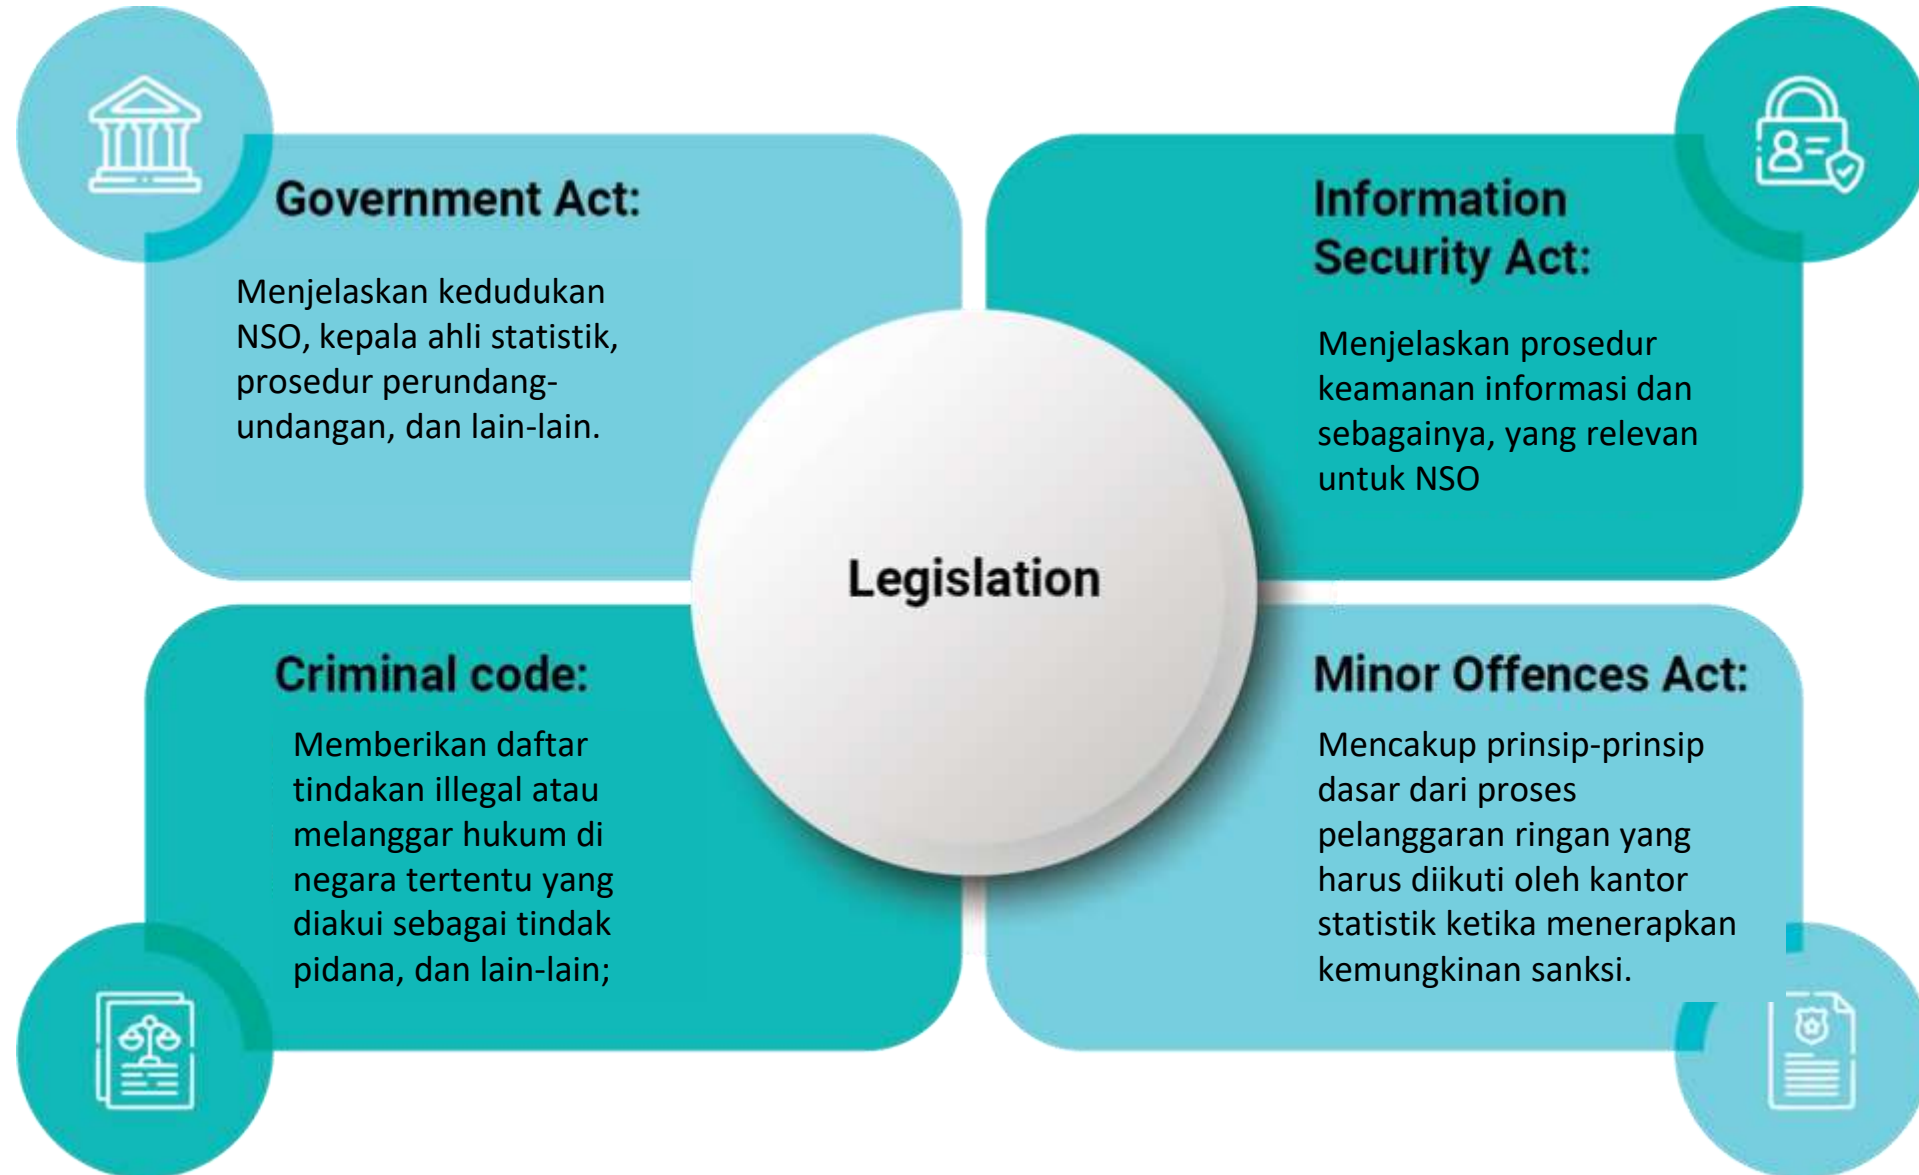 Government Act:
Menjelaskan kedudukan
NSO, kepala ahli statistik,
prosedur perundang-
undangan, dan lain-lain.
Information
Security Act:
Menjelaskan prosedur
keamanan informasi dan
sebagainya, yang relevan
untuk NSO
Legislation
Criminal code:
Memberikan daftar
tindakan illegal atau
melanggar hukum di
negara tertentu yang
diakui sebagai tindak
pidana, dan lain-lain;
Minor Offences Act:
Mencakup prinsip-prinsip
dasar dari proses
pelanggaran ringan yang
harus diikuti oleh kantor
statistik ketika menerapkan
kemungkinan sanksi.